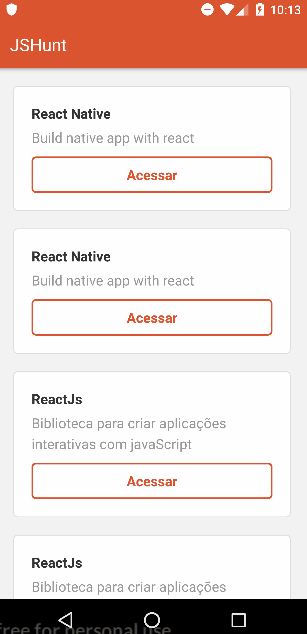 10:13
JSHunt
React Native
Build native app with react
Acessar
React Native
Build native app with react
Acessar
ReactJs
Biblioteca para criar aplicações
interativas com javaScript
Acessar
ReactJs
Biblioteca para criar aplicações
free for personal use